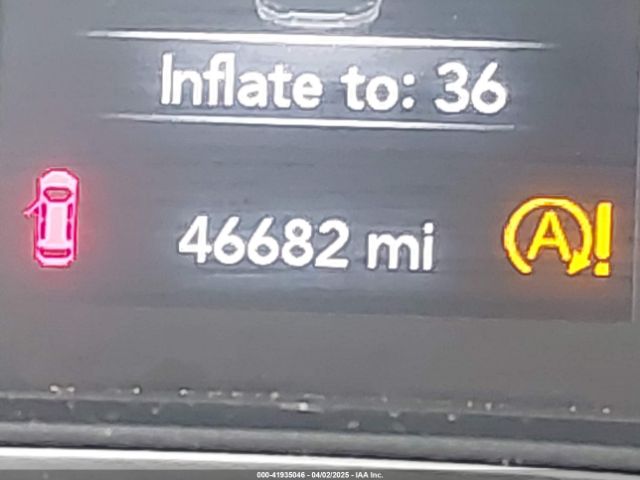 Inflate to: 36
46682 mi
A!
000-41935046 - 04/02/2025 - IAA Inc.